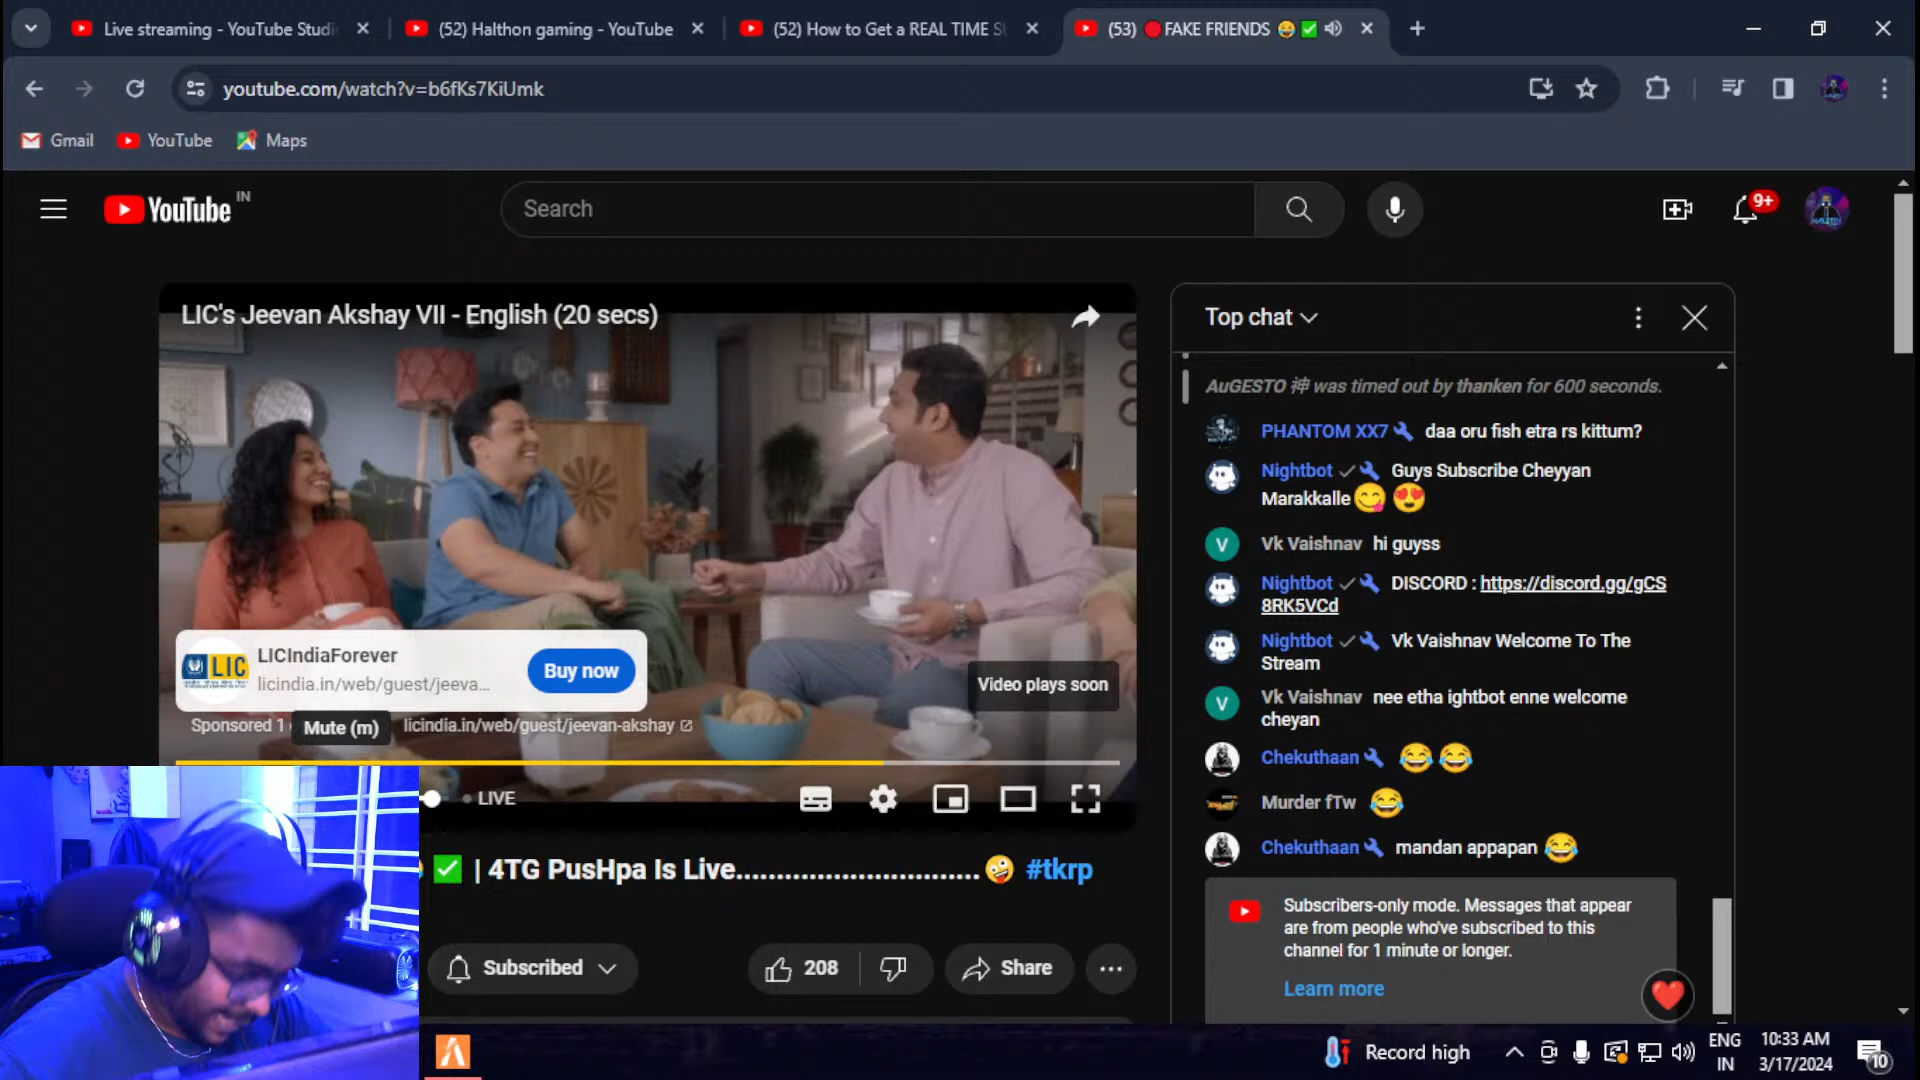 Live streaming - YouTube Studi
(52) Halthon gaming - YouTube
(52) How to Get a REAL TIME S
(53) 🔴FAKE FRIENDS 😂✅
youtube.com/watch?v=b6fKs7KiUmk
Gmail
YouTube
Maps
YouTube IN
Search
9+
LIC's Jeevan Akshay VII - English (20 secs)
LIC
LICIndiaForever
licindia.in/web/guest/jeeva...
Buy now
Video plays soon
Sponsored 1
Mute (m)
licindia.in/web/guest/jeevan-akshay
LIVE
✅ | 4TG PusHpa Is Live..............................🤪 #tkrp
Subscribed
208
Share
Top chat
AuGESTO 神 was timed out by thanken for 600 seconds.
PHANTOM XX7 daa oru fish etra rs kittum?
Nightbot Guys Subscribe Cheyyan
Marakkalle😋😍
V Vk Vaishnav hi guyss
Nightbot DISCORD : https://discord.gg/gCS
8RK5VCd
Nightbot Vk Vaishnav Welcome To The
Stream
V Vk Vaishnav nee etha ightbot enne welcome
cheyan
Chekuthaan 😂😂
Murder fTw 😂
Chekuthaan mandan appapan 😂
Subscribers-only mode. Messages that appear
are from people who've subscribed to this
channel for 1 minute or longer.
Learn more
Record high
ENG
IN
10:33 AM
3/17/2024
10